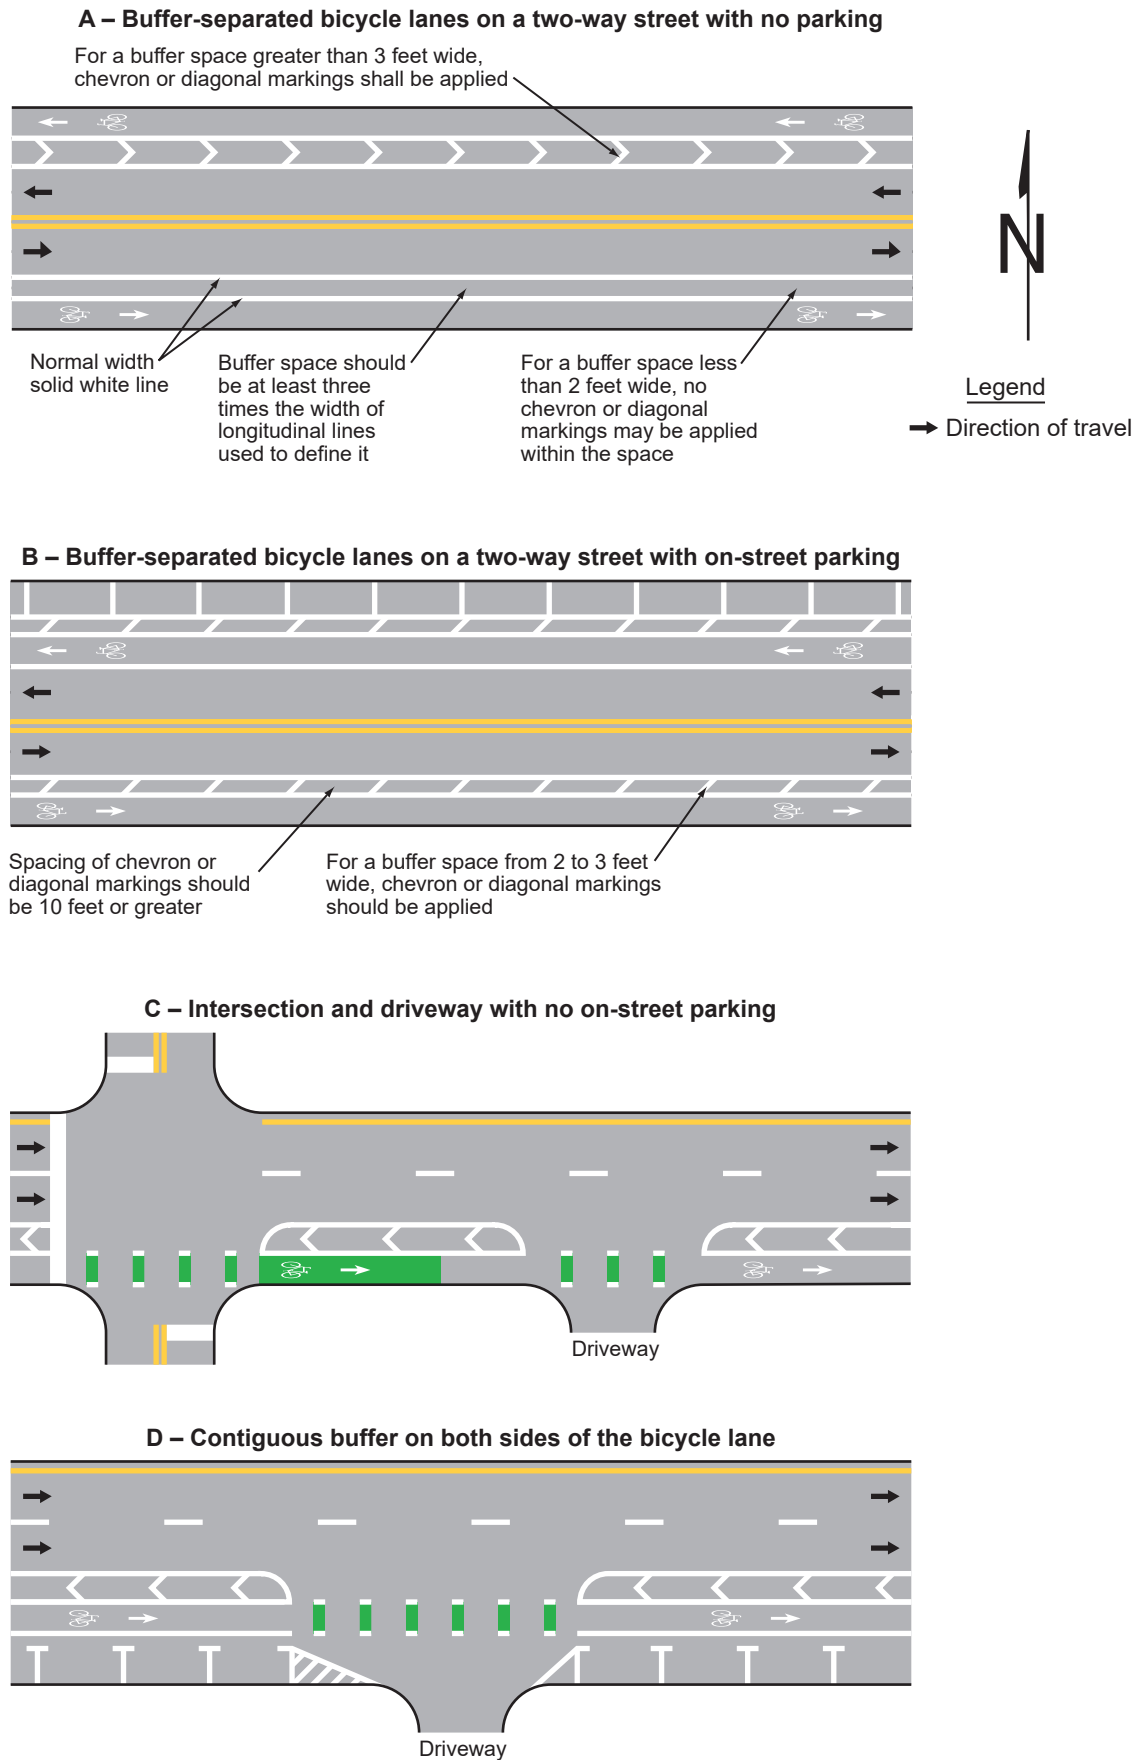 A – Buffer-separated bicycle lanes on a two-way street with no parking
For a buffer space greater than 3 feet wide,
chevron or diagonal markings shall be applied
N
Normal width
solid white line
Buffer space should
be at least three
times the width of
longitudinal lines
used to define it
For a buffer space less
than 2 feet wide, no
chevron or diagonal
markings may be applied
within the space
Legend
Direction of travel
B – Buffer-separated bicycle lanes on a two-way street with on-street parking
Spacing of chevron or
diagonal markings should
be 10 feet or greater
For a buffer space from 2 to 3 feet
wide, chevron or diagonal markings
should be applied
C – Intersection and driveway with no on-street parking
Driveway
D – Contiguous buffer on both sides of the bicycle lane
Driveway